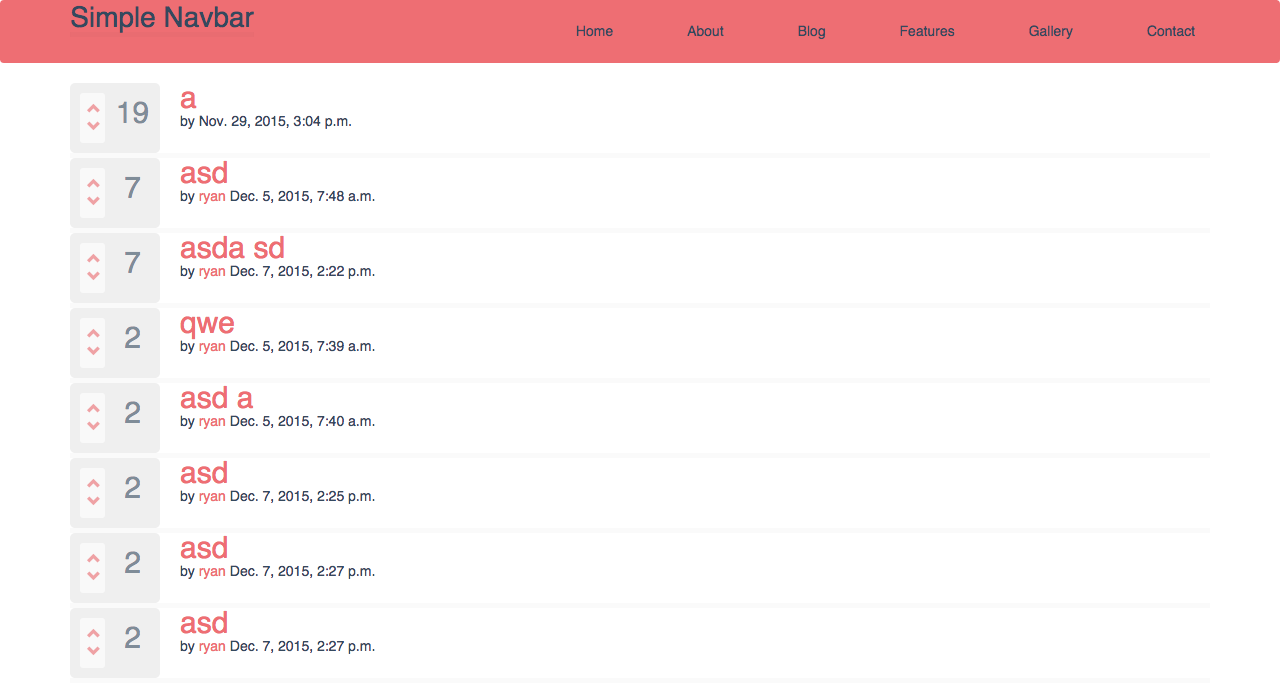 Simple Navbar
Home About Blog Features Gallery Contact
19
a
by Nov. 29, 2015, 3:04 p.m.
7
asd
by ryan Dec. 5, 2015, 7:48 a.m.
7
asda sd
by ryan Dec. 7, 2015, 2:22 p.m.
2
qwe
by ryan Dec. 5, 2015, 7:39 a.m.
2
asd a
by ryan Dec. 5, 2015, 7:40 a.m.
2
asd
by ryan Dec. 7, 2015, 2:25 p.m.
2
asd
by ryan Dec. 7, 2015, 2:27 p.m.
2
asd
by ryan Dec. 7, 2015, 2:27 p.m.